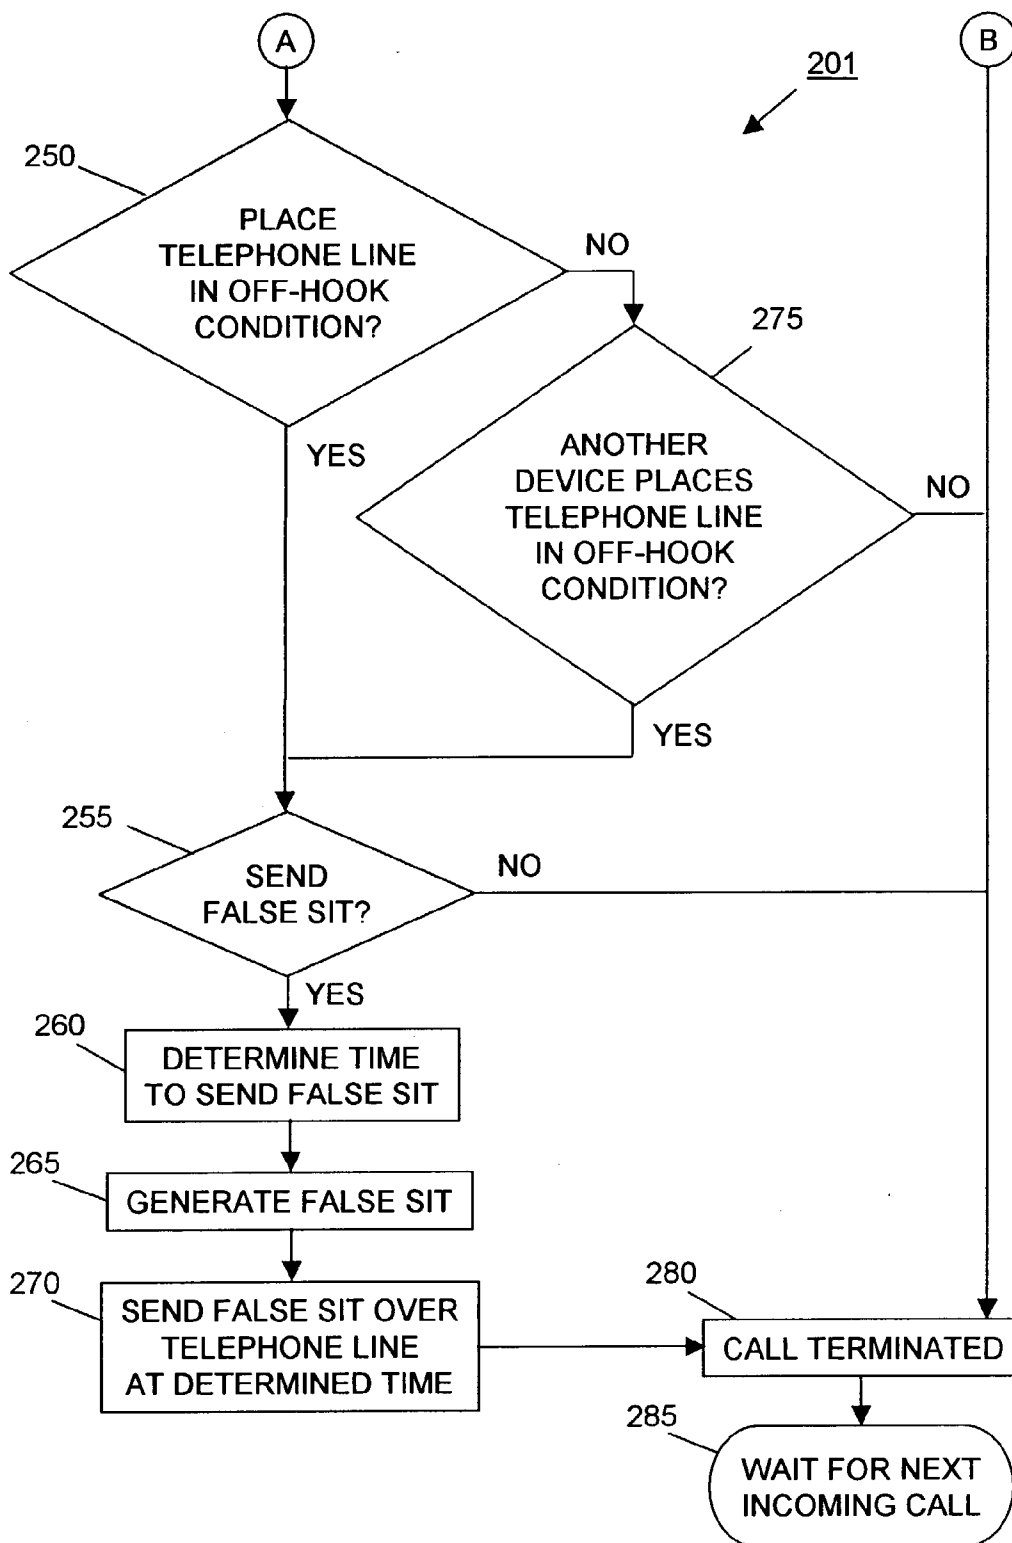 A
B
201
250
PLACE
TELEPHONE LINE
IN OFF-HOOK
CONDITION?
NO
275
YES
ANOTHER
DEVICE PLACES
TELEPHONE LINE
IN OFF-HOOK
CONDITION?
NO
YES
255
SEND
FALSE SIT?
NO
YES
260
DETERMINE TIME
TO SEND FALSE SIT
265
GENERATE FALSE SIT
270
SEND FALSE SIT OVER
TELEPHONE LINE
AT DETERMINED TIME
280
CALL TERMINATED
285
WAIT FOR NEXT
INCOMING CALL